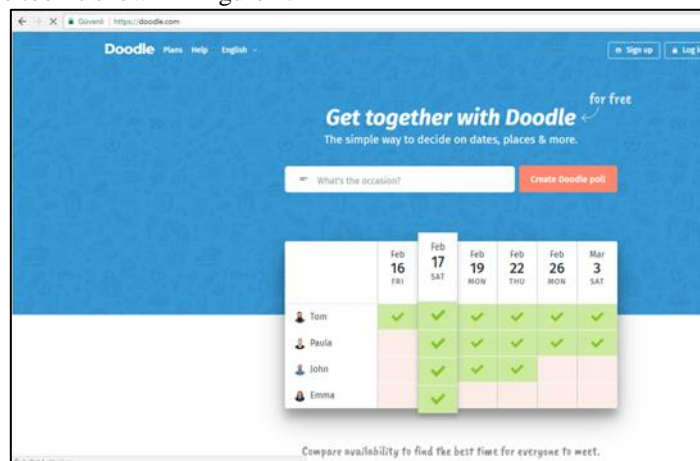 Güvenli https://doodle.com
Doodle Plans Help English Sign up
for free
Get together with Doodle
The simple way to decide on dates, places & more.
What's the occasion? Create Doodle poll
Feb Feb Feb Feb Feb Mar
16 17 19 22 26 3
FRI SAT MON THU MON SAT
Tom
Paula
John
Emma
Compare availability to find the best time for everyone to meet.